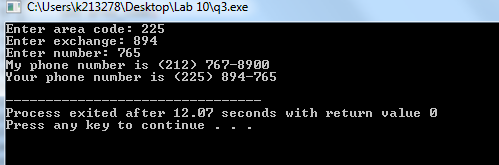 C:\Users\k213278\Desktop\Lab 10\q3.exe
Enter area code: 225
Enter exchange: 894
Enter number: 765
My phone number is (212) 767-8900
Your phone number is (225) 894-765
--------------------------------
Process exited after 12.07 seconds with return value 0
Press any key to continue . . .